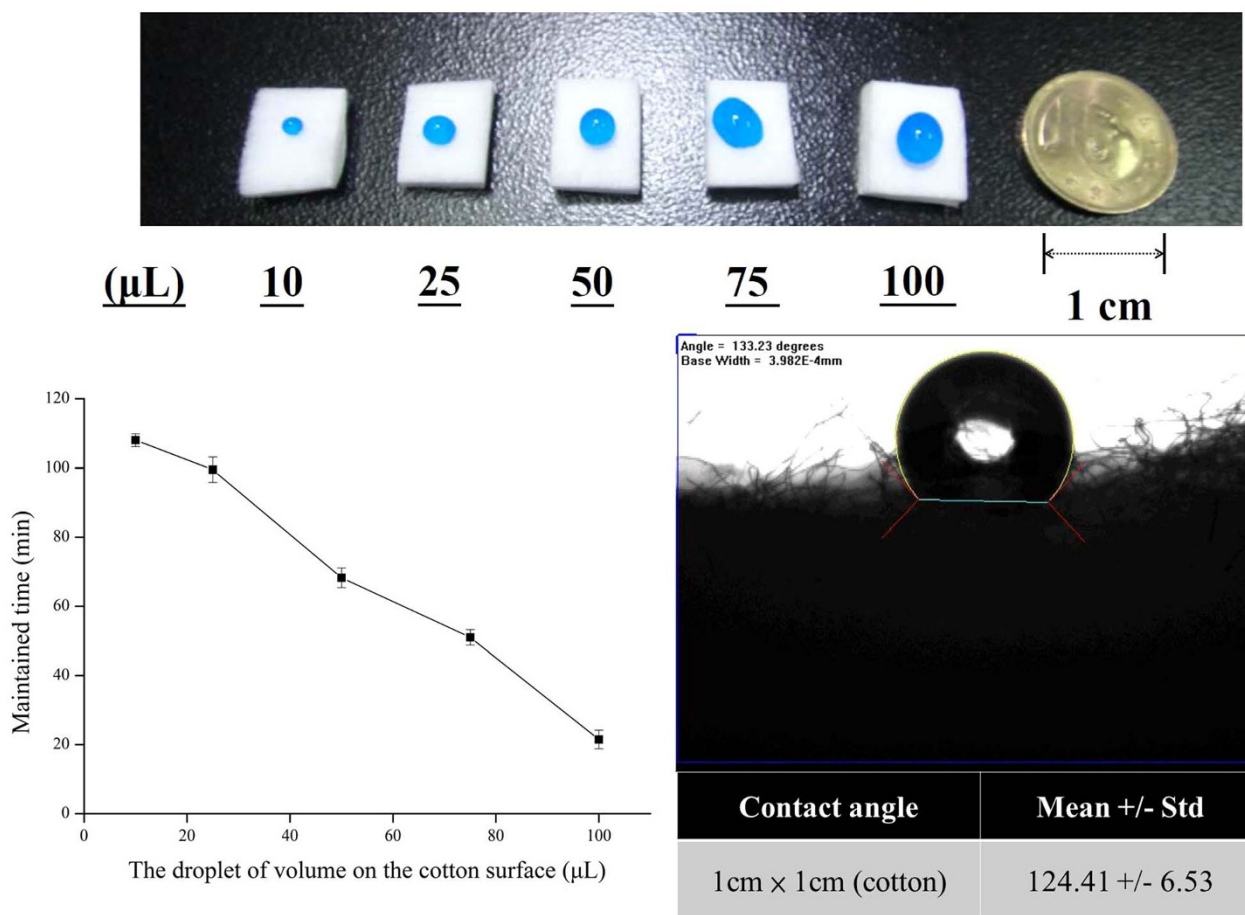 (μL) 10 25 50 75 100
1 cm
Angle = 133.23 degrees
Base Width = 3.982E-4mm
120
100
80
60
40
20
0
0 20 40 60 80 100
Maintained time (min)
The droplet of volume on the cotton surface (μL)
Contact angle Mean +/- Std
1cm × 1cm (cotton) 124.41 +/- 6.53